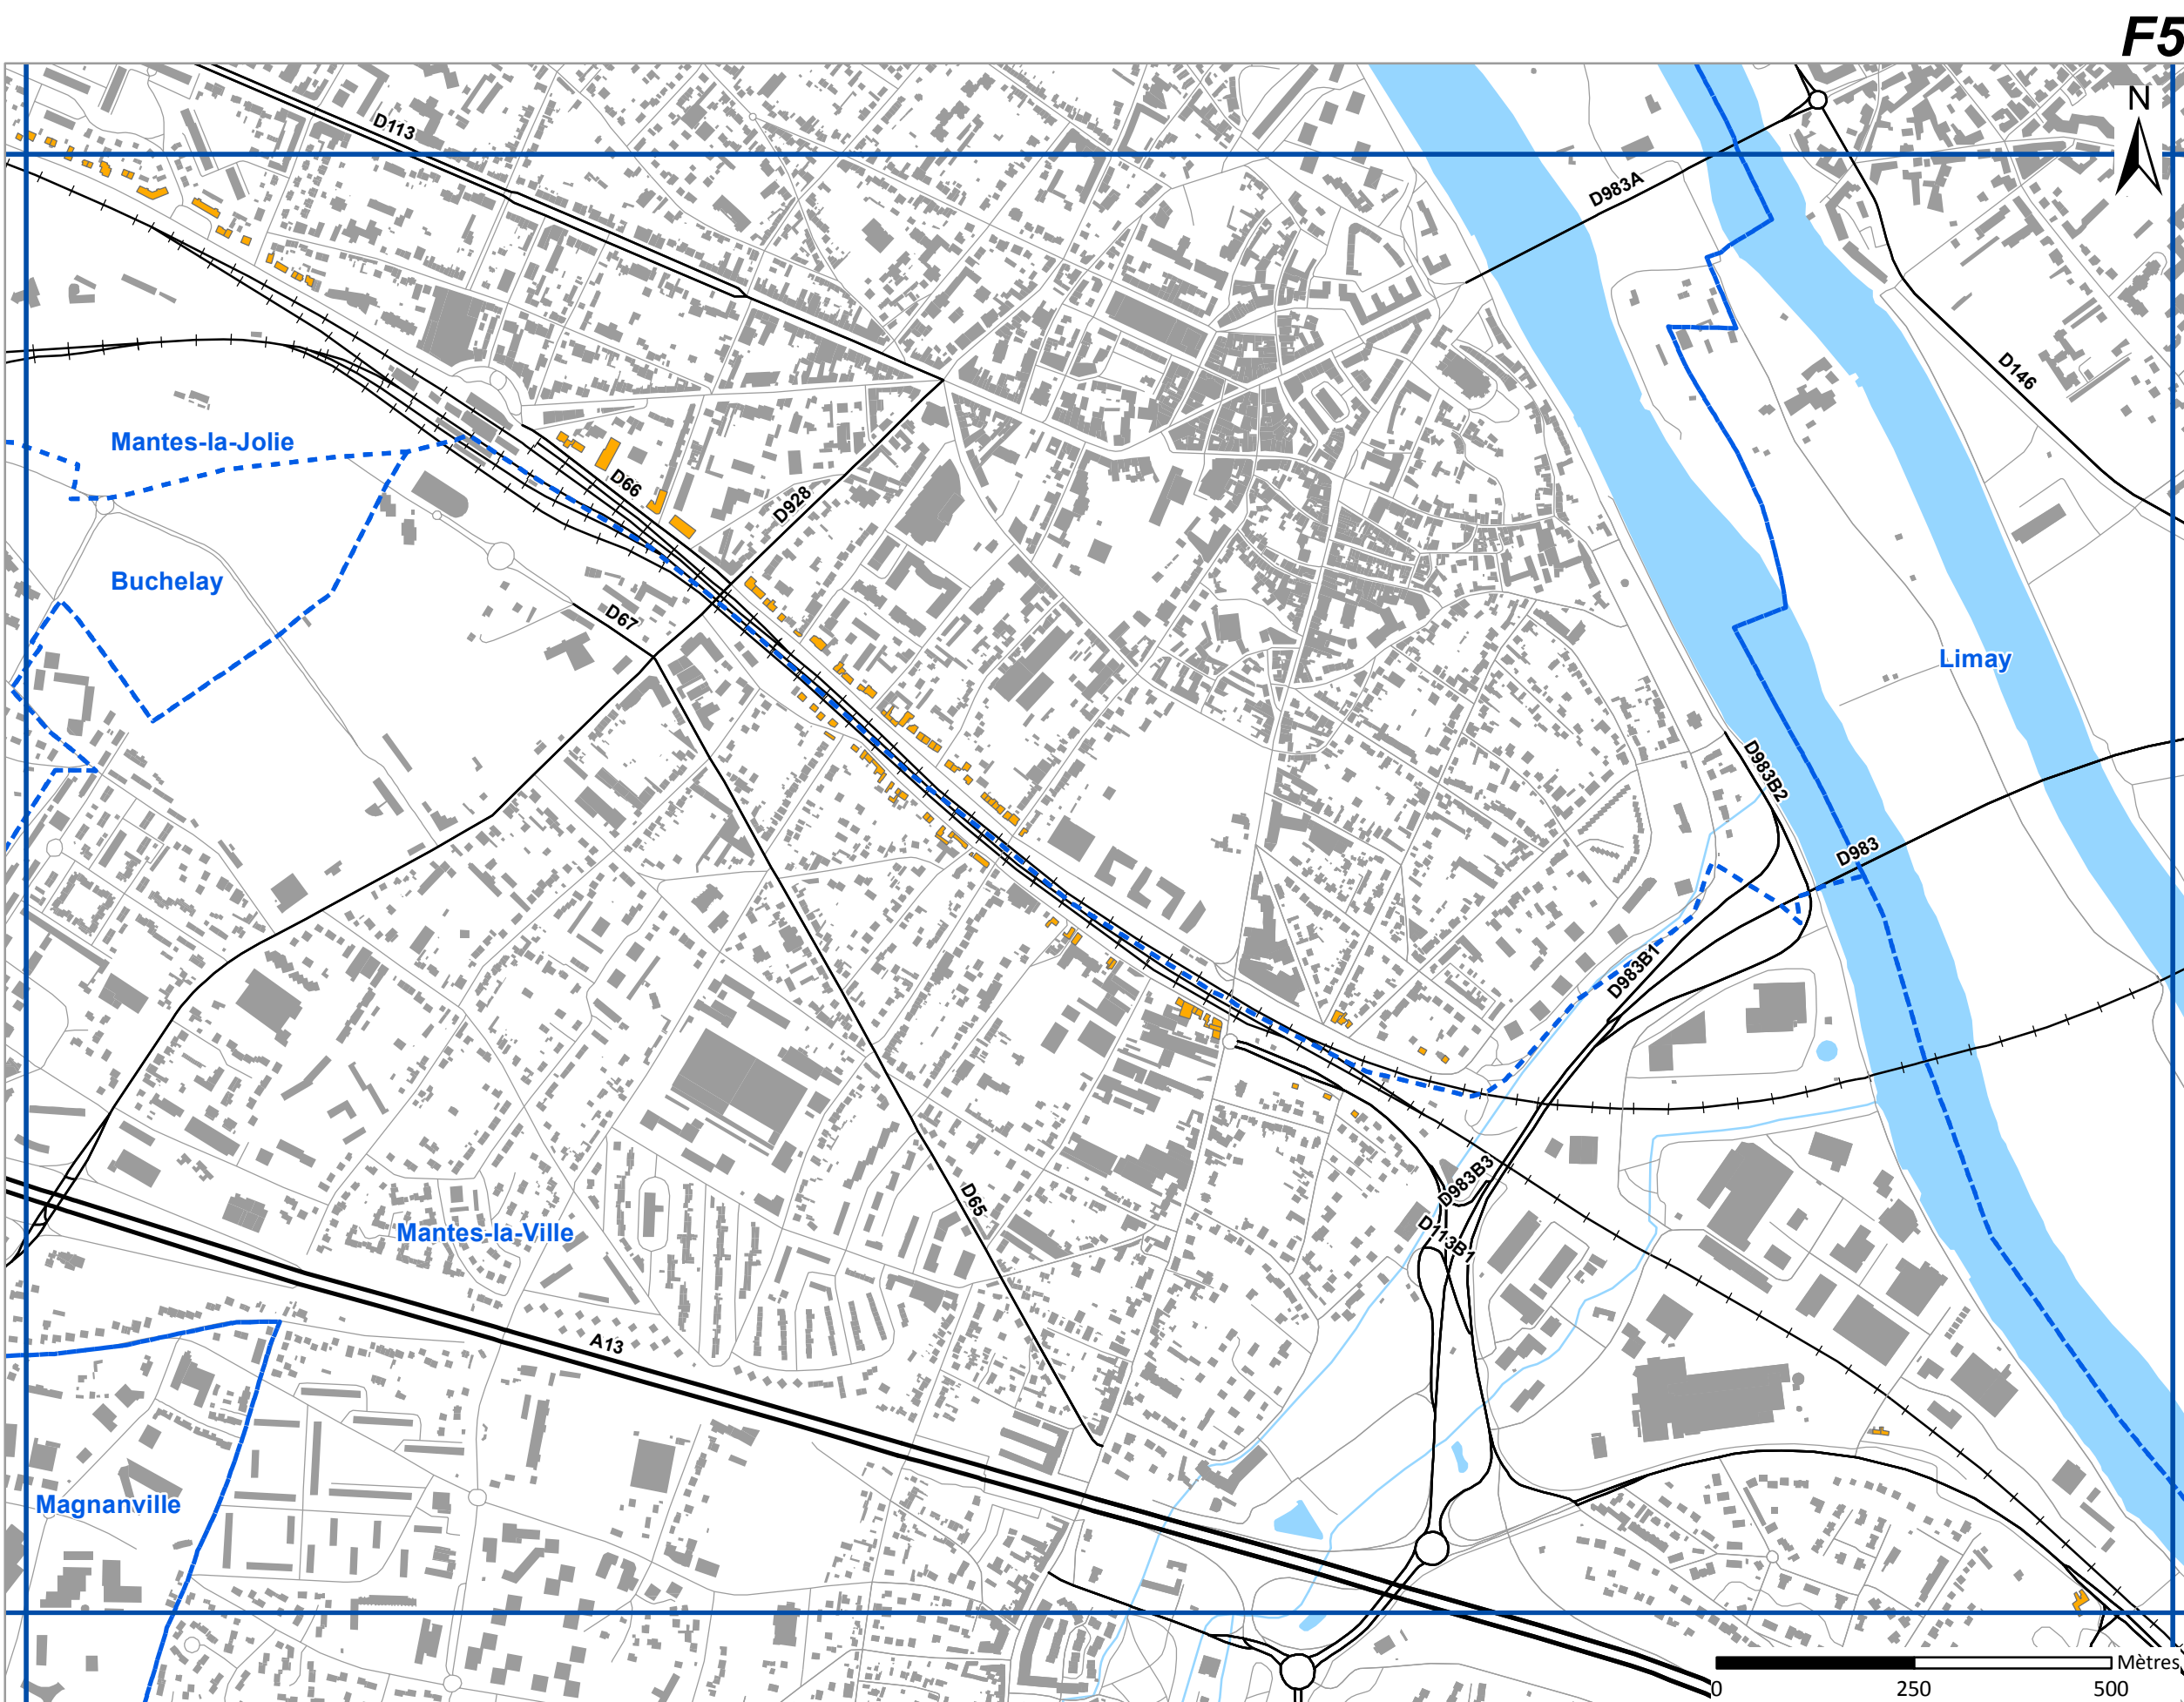 F5
N
D113
D983A
D146
Mantes-la-Jolie
D66
D928
Buchelay
D67
Limay
D983B2
D983
D983B1
D983B3
D65
D113B1
Mantes-la-Ville
A13
Magnanville
Mètres
0 250 500